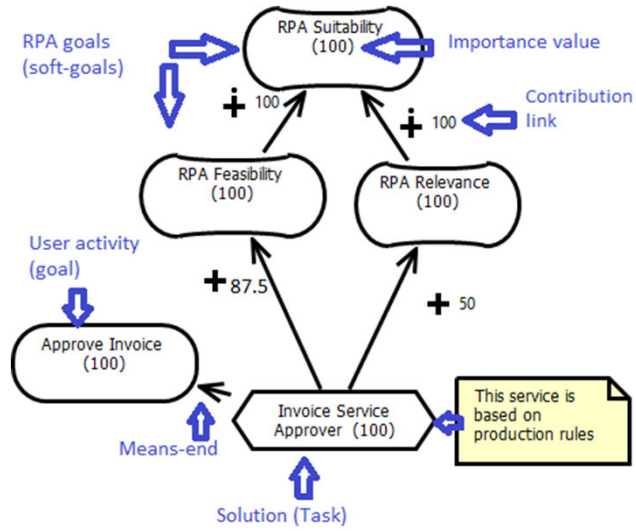 RPA goals
(soft-goals)
RPA Suitability
(100)
Importance value
+ 100
+ 100
Contribution
link
RPA Feasibility
(100)
RPA Relevance
(100)
User activity
(goal)
+ 87.5
+ 50
Approve Invoice
(100)
Invoice Service
Approver (100)
This service is
based on
production rules
Means-end
Solution (Task)